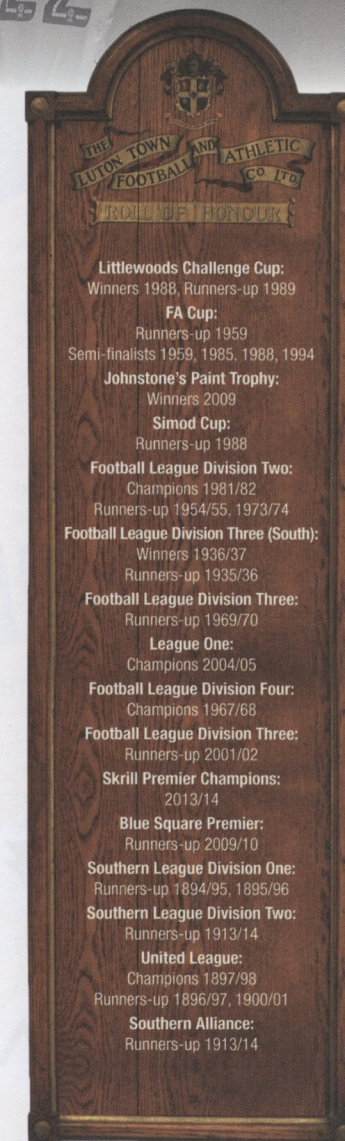 THE
LUTON TOWN
FOOTBALL
AND
ATHLETIC
CO. LTD.
ROLL OF HONOUR
Littlewoods Challenge Cup:
Winners 1988, Runners-up 1989
FA Cup:
Runners-up 1959
Semi-finalists 1959, 1985, 1988, 1994
Johnstone's Paint Trophy:
Winners 2009
Simod Cup:
Runners-up 1988
Football League Division Two:
Champions 1981/82
Runners-up 1954/55, 1973/74
Football League Division Three (South):
Winners 1936/37
Runners-up 1935/36
Football League Division Three:
Runners-up 1969/70
League One:
Champions 2004/05
Football League Division Four:
Champions 1967/68
Football League Division Three:
Runners-up 2001/02
Skrill Premier Champions:
2013/14
Blue Square Premier:
Runners-up 2009/10
Southern League Division One:
Runners-up 1894/95, 1895/96
Southern League Division Two:
Runners-up 1913/14
United League:
Champions 1897/98
Runners-up 1896/97, 1900/01
Southern Alliance:
Runners-up 1913/14